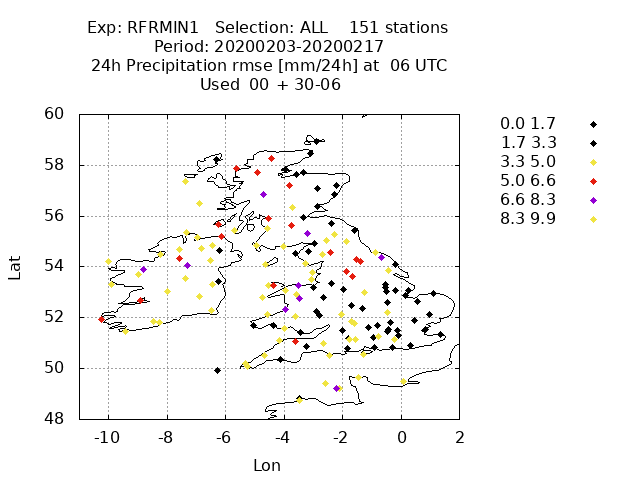 Exp: RFRMIN1 Selection: ALL 151 stations
Period: 20200203-20200217
24h Precipitation rmse [mm/24h] at 06 UTC
Used 00 + 30-06
60
58
56
54
52
50
48
Lat
-10 -8 -6 -4 -2 0 2
Lon
0.0 1.7
1.7 3.3
3.3 5.0
5.0 6.6
6.6 8.3
8.3 9.9